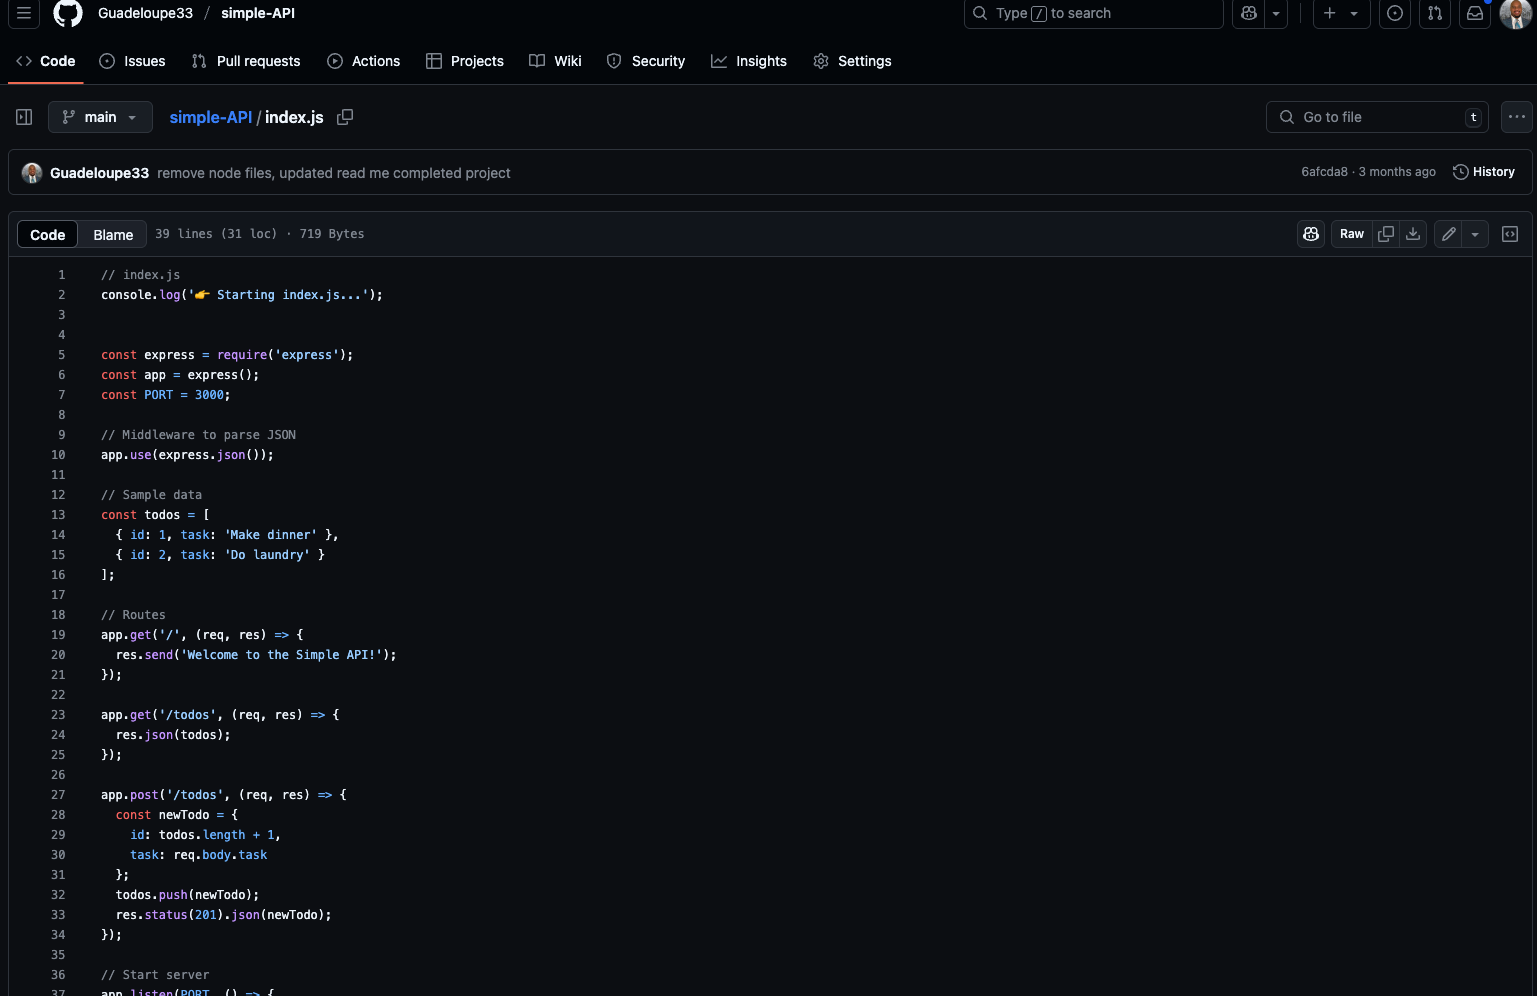 Guadeloupe33 / simple-API
Type / to search
Code
Issues
Pull requests
Actions
Projects
Wiki
Security
Insights
Settings
main
simple-API / index.js
Go to file
t
Guadeloupe33 remove node files, updated read me completed project
6afcda8 · 3 months ago
History
Code
Blame
39 lines (31 loc) · 719 Bytes
Raw
1 // index.js
2 console.log('👉 Starting index.js...');
3
4
5 const express = require('express');
6 const app = express();
7 const PORT = 3000;
8
9 // Middleware to parse JSON
10 app.use(express.json());
11
12 // Sample data
13 const todos = [
14 { id: 1, task: 'Make dinner' },
15 { id: 2, task: 'Do laundry' }
16 ];
17
18 // Routes
19 app.get('/', (req, res) => {
20 res.send('Welcome to the Simple API!');
21 });
22
23 app.get('/todos', (req, res) => {
24 res.json(todos);
25 });
26
27 app.post('/todos', (req, res) => {
28 const newTodo = {
29 id: todos.length + 1,
30 task: req.body.task
31 };
32 todos.push(newTodo);
33 res.status(201).json(newTodo);
34 });
35
36 // Start server
37 app.listen(PORT, () => {